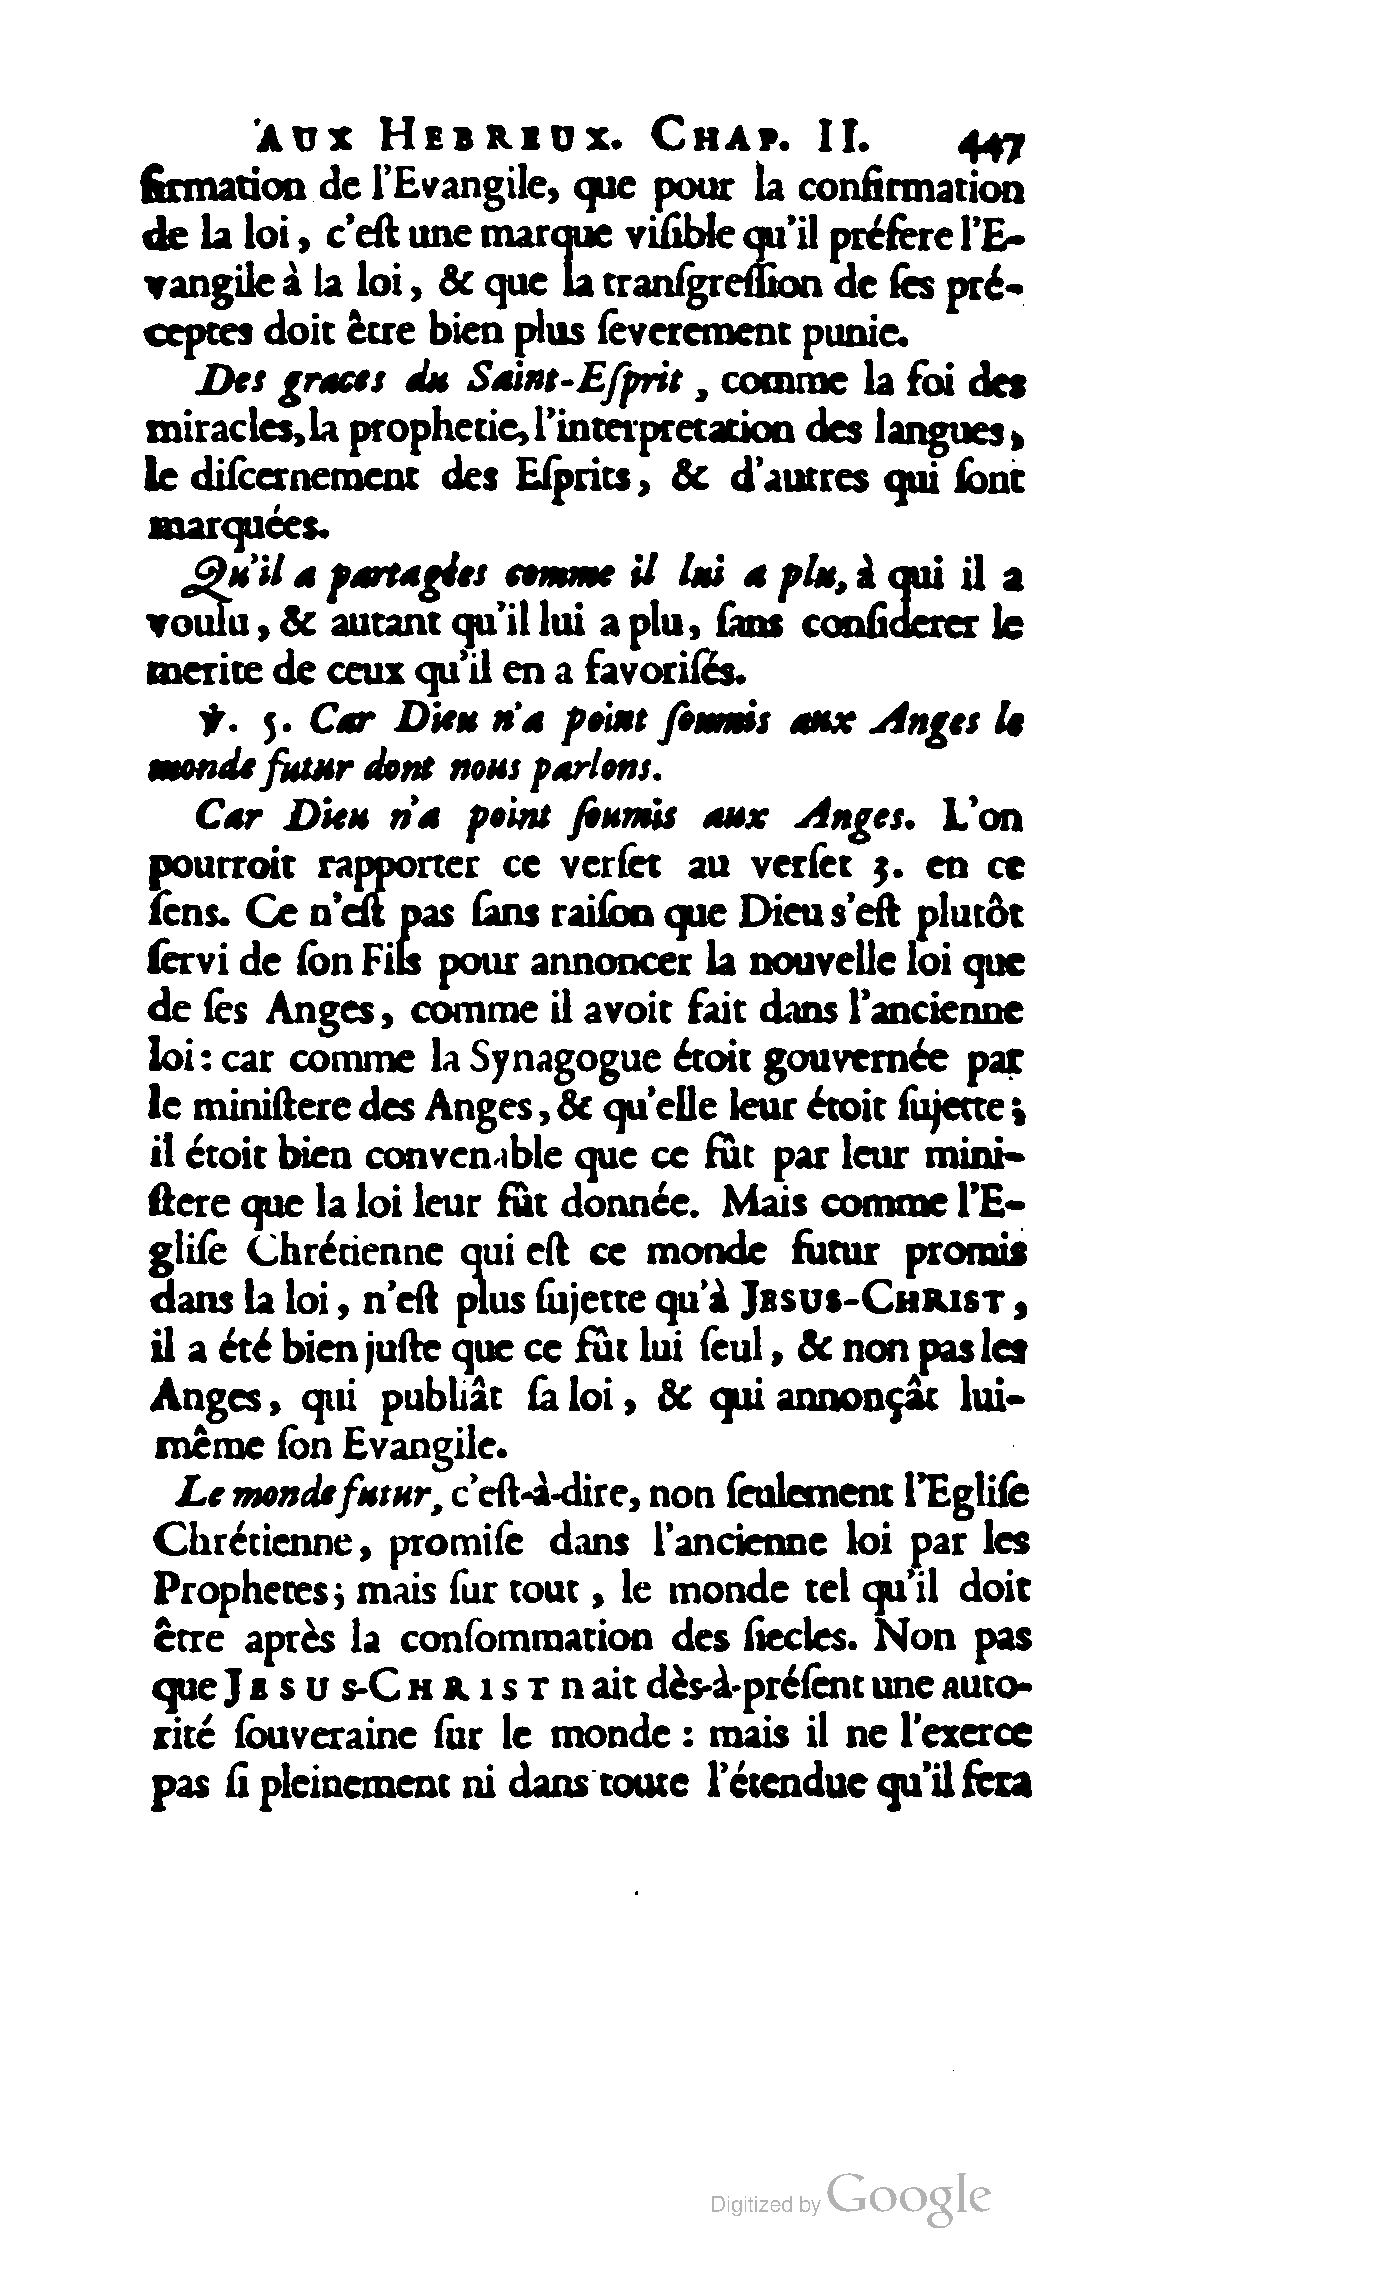 AUX HEBREUX. CHAP. II. 447
firmation de l'Evangile, que pour la confirmation
de la loi, c'eſt une marque viſible qu'il préfere l'E-
vangile à la loi, & que la tranſgreſſion de ſes pré-
ceptes doit être bien plus ſeverement punie.
Des graces du Saint-Eſprit, comme la foi des
miracles, la prophetie, l'interpretation des langues,
le diſcernement des Eſprits, & d'autres qui ſont
marquées.
Qu'il a partagées comme il lui a plu, à qui il a
voulu, & autant qu'il lui a plu, ſans conſiderer le
merite de ceux qu'il en a favoriſés.
℣. 5. Car Dieu n'a point ſoumis aux Anges le
monde futur dont nous parlons.
Car Dieu n'a point ſoumis aux Anges. L'on
pourroit rapporter ce verſet au verſet 3. en ce
ſens. Ce n'eſt pas ſans raiſon que Dieu s'eſt plutôt
ſervi de ſon Fils pour annoncer la nouvelle loi que
de ſes Anges, comme il avoit fait dans l'ancienne
loi: car comme la Synagogue étoit gouvernée par
le miniſtere des Anges, & qu'elle leur étoit ſujette;
il étoit bien convenable que ce fût par leur mini-
ſtere que la loi leur fût donnée. Mais comme l'E-
gliſe Chrétienne qui eſt ce monde futur promis
dans la loi, n'eſt plus ſujette qu'à JESUS-CHRIST,
il a été bien juſte que ce fût lui ſeul, & non pas les
Anges, qui publiât ſa loi, & qui annonçât lui-
même ſon Evangile.
Le monde futur, c'eſt-à-dire, non ſeulement l'Egliſe
Chrétienne, promiſe dans l'ancienne loi par les
Prophetes; mais ſur tout, le monde tel qu'il doit
être après la conſommation des ſiecles. Non pas
que JESUS-CHRIST n'ait dès-à-préſent une auto-
rité ſouveraine ſur le monde: mais il ne l'exerce
pas ſi pleinement ni dans toute l'étendue qu'il fera
Digitized by Google